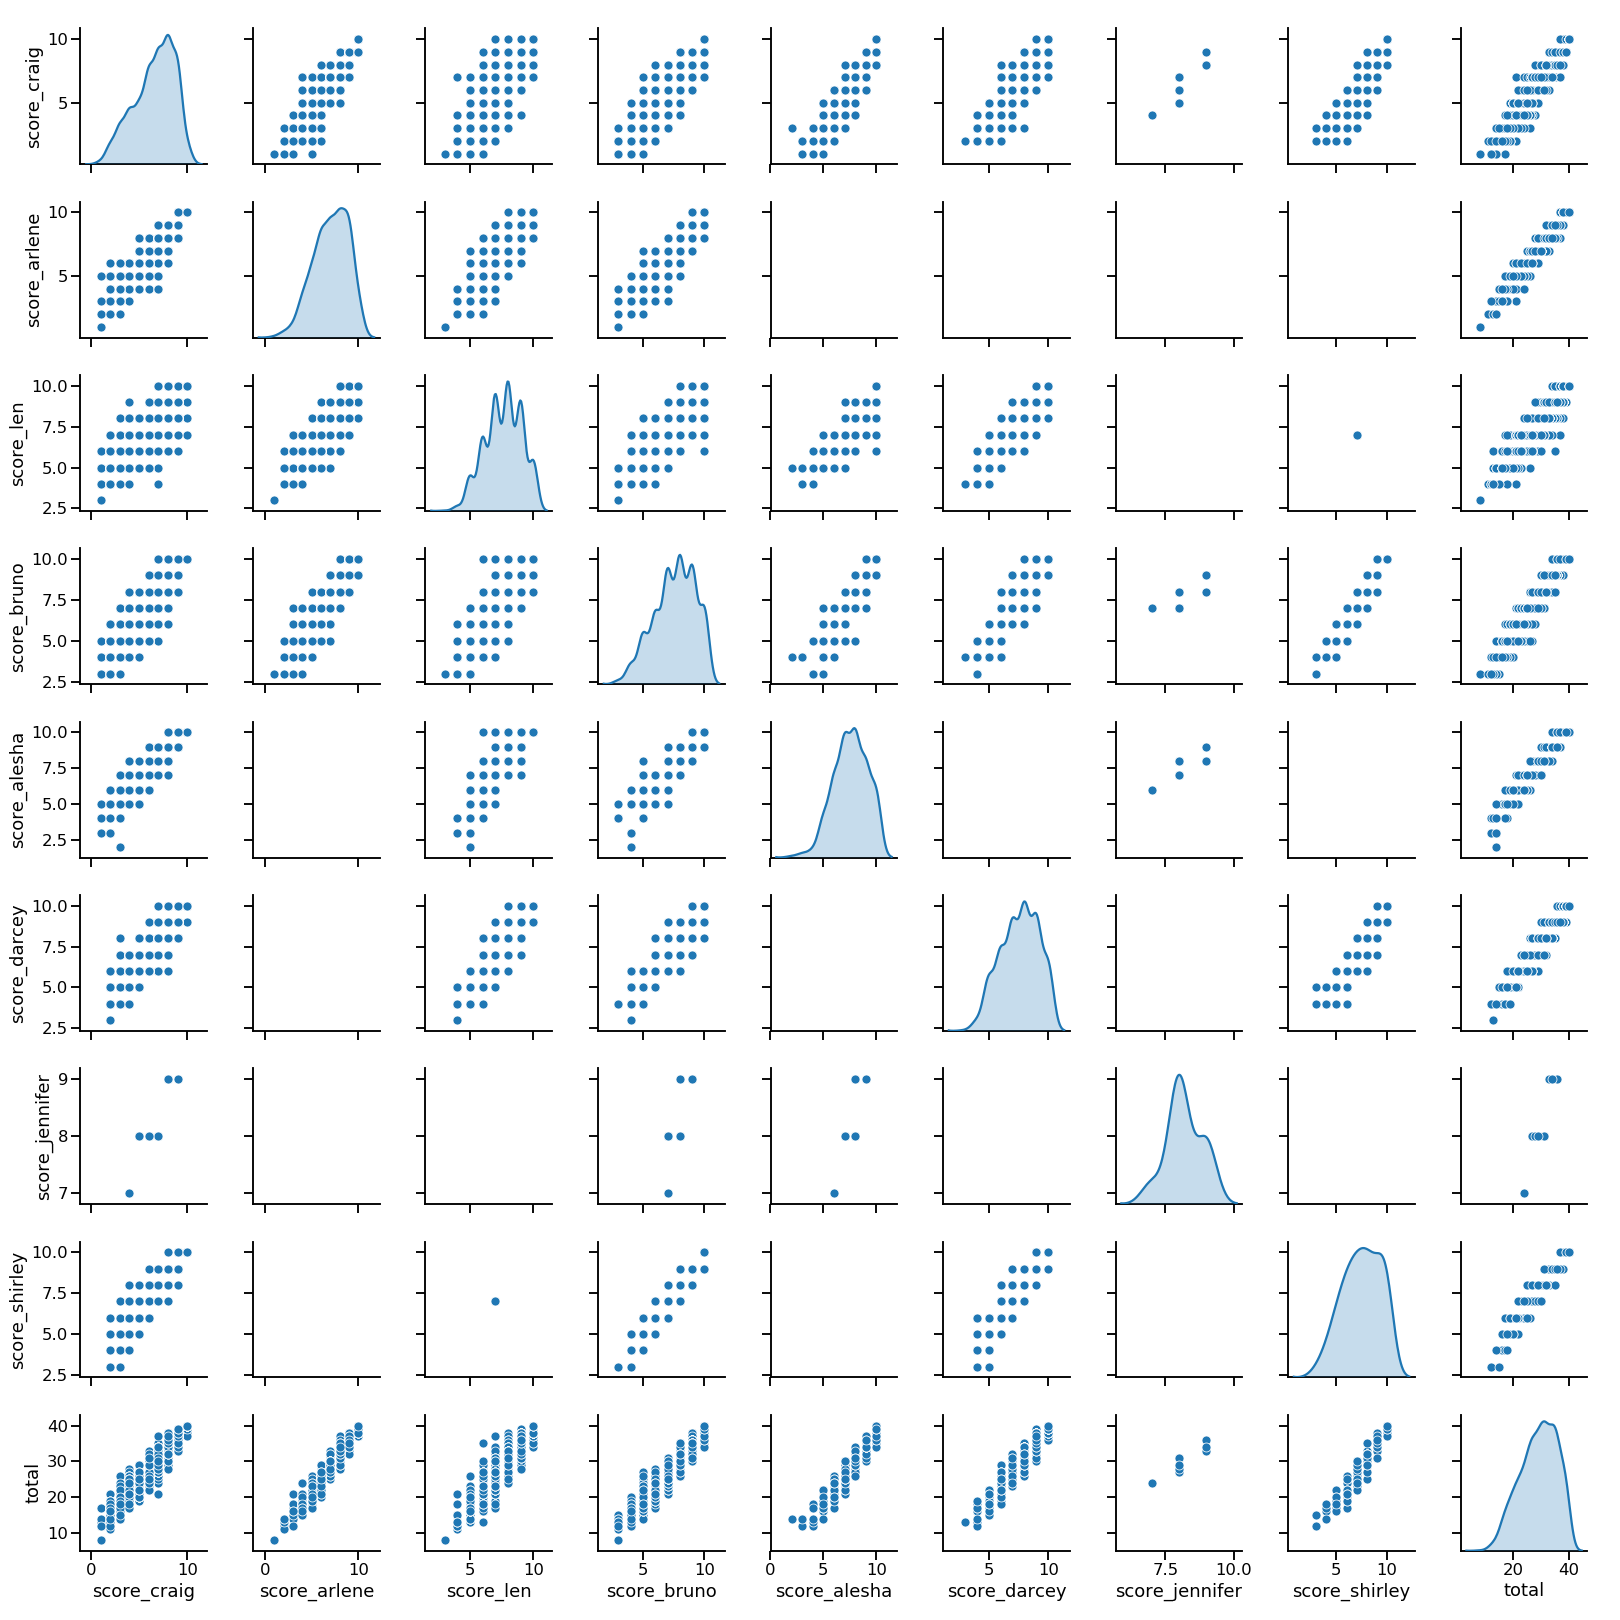 score_craig
10
5
score_arlene
10
5
score_len
10.0
7.5
5.0
2.5
score_bruno
10.0
7.5
5.0
2.5
score_alesha
10.0
7.5
5.0
2.5
score_darcey
10.0
7.5
5.0
2.5
score_jennifer
9
8
7
score_shirley
10.0
7.5
5.0
2.5
total
40
30
20
10
0 10 0 10 5 10 5 10 0 5 10 5 10 7.5 10.0 5 10 20 40
score_craig score_arlene score_len score_bruno score_alesha score_darcey score_jennifer score_shirley total